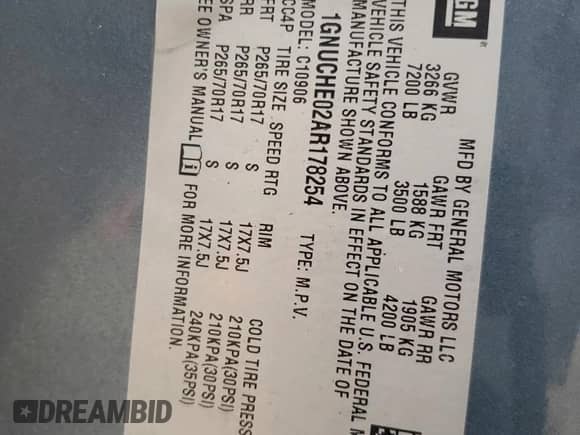 GM
MFD BY GENERAL MOTORS LLC
GVWR GAWR FRT GAWR RR
3266 KG 1588 KG 1905 KG
7200 LB 3500 LB 4200 LB
THIS VEHICLE CONFORMS TO ALL APPLICABLE U.S. FEDERAL M
VEHICLE SAFETY STANDARDS IN EFFECT ON THE DATE OF
MANUFACTURE SHOWN ABOVE.
1GNUCHE02AR178254
MODEL: C10906 TYPE: M.P.V.
CC4P TIRE SIZE SPEED RTG RIM COLD TIRE PRESS
FRT P265/70R17 S 17X7.5J 210KPA(30PSI)
RR P265/70R17 S 17X7.5J 210KPA(30PSI)
SPA P265/70R17 S 17X7.5J 240KPA(35PSI)
EE OWNER'S MANUAL FOR MORE INFORMATION.
DREAMBID